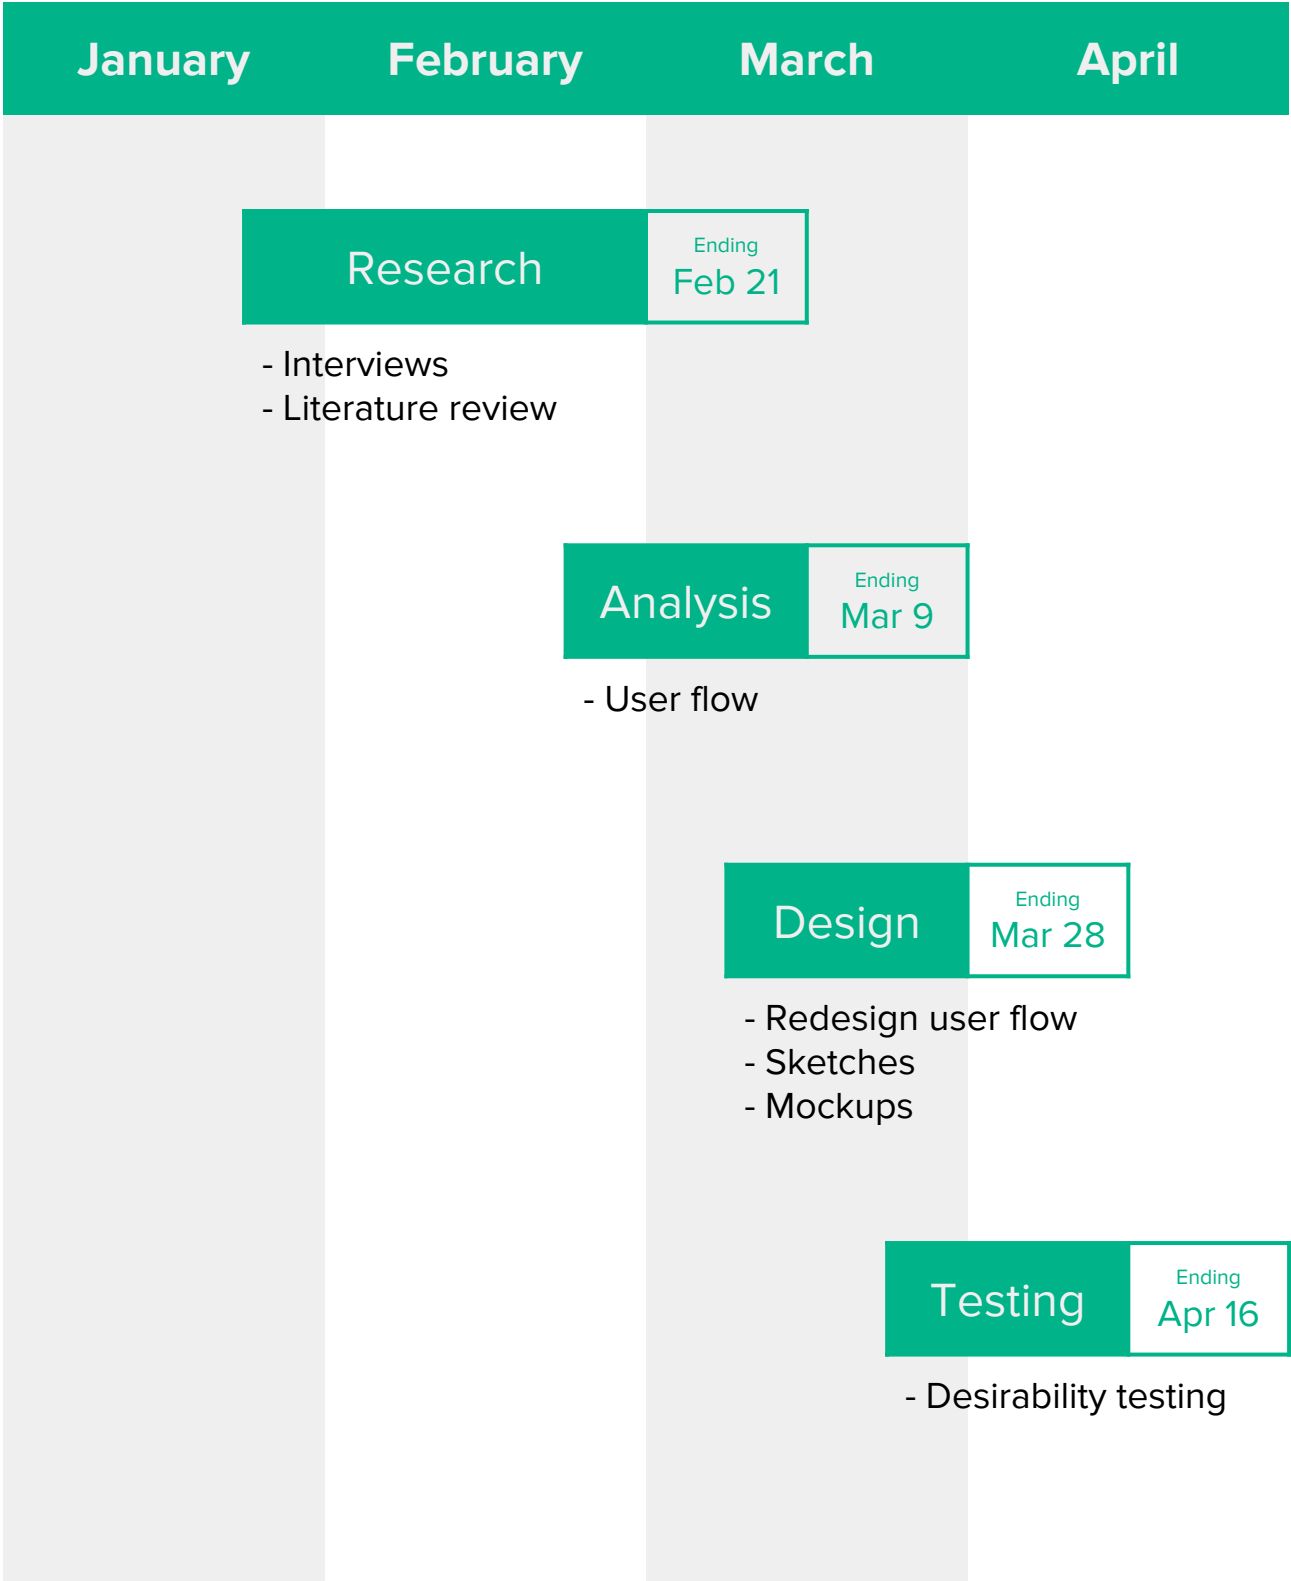 January February March April
Research
Ending
Feb 21
- Interviews
- Literature review
Analysis
Ending
Mar 9
- User flow
Design
Ending
Mar 28
- Redesign user flow
- Sketches
- Mockups
Testing
Ending
Apr 16
- Desirability testing